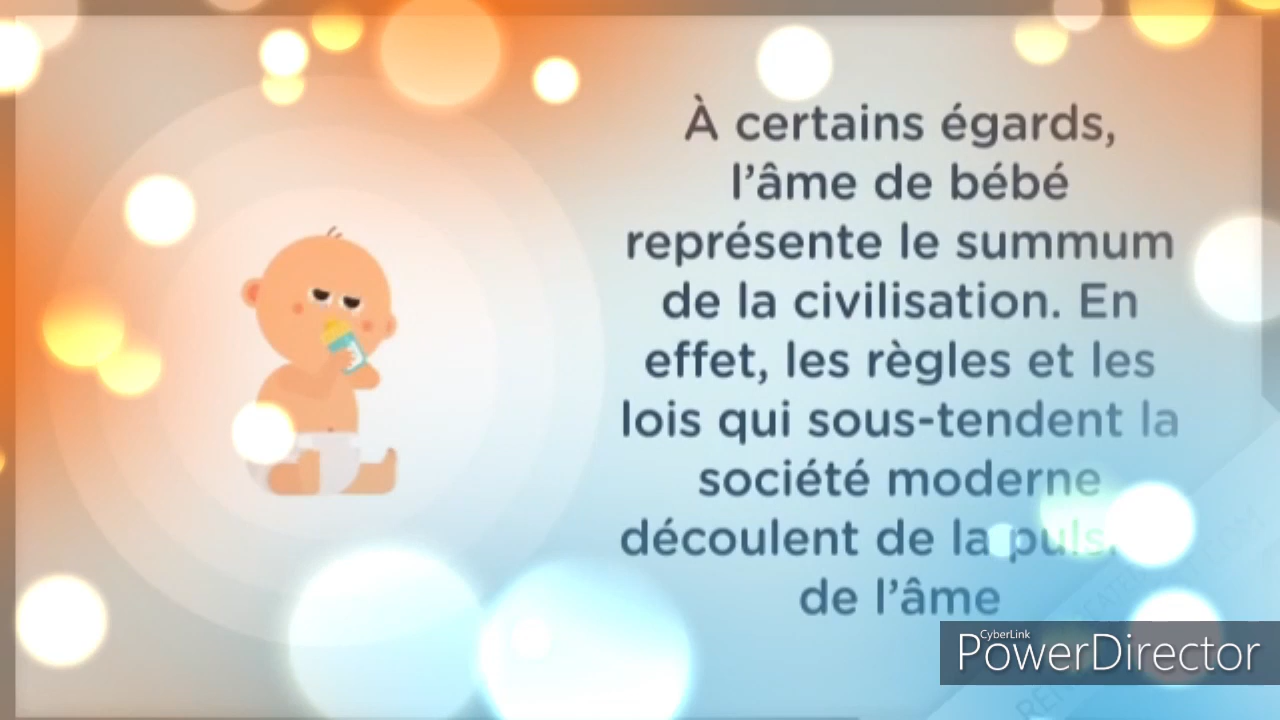 À certains égards,
l'âme de bébé
représente le summum
de la civilisation. En
effet, les règles et les
lois qui sous-tendent la
société moderne
découlent de la
de l'âme
CyberLink
PowerDirector